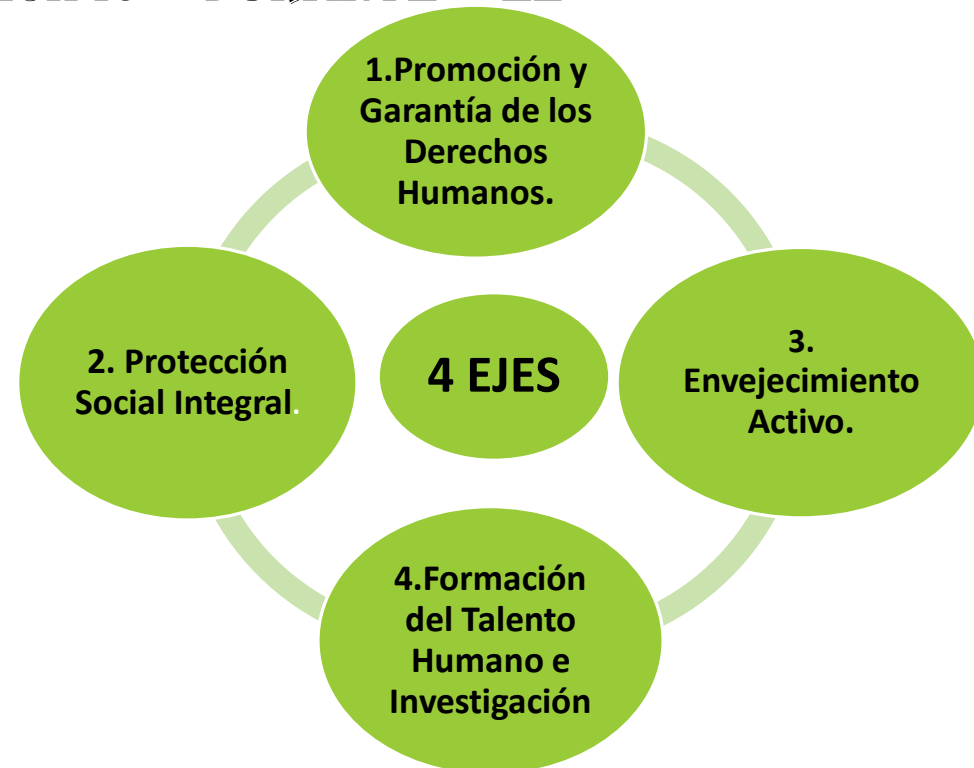 1.Promoción y
Garantía de los
Derechos
Humanos.
2. Protección
Social Integral.
4 EJES
3.
Envejecimiento
Activo.
4.Formación
del Talento
Humano e
Investigación